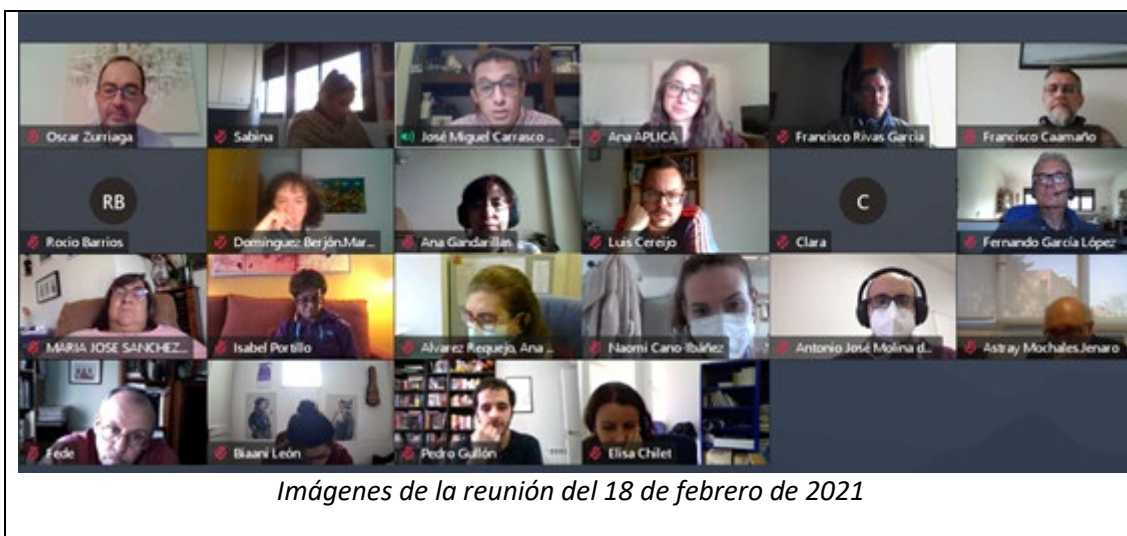 Oscar Zurriaga
Sabina
José Miguel Carrasco ...
Ana APLICA
Francisco Rivas García
Francisco Caamaño
RB
Rocio Barrios
Domínguez Berjón.Mar...
Ana Gandarillas
Luis Cereijo
C
Clara
Fernando García López
MARIA JOSE SANCHEZ...
Isabel Portillo
Alvarez Requejo, Ana ...
Naomi Cano-Ibáñez
Antonio José Molina d...
Astray Mochales.Jenaro
Fede
Biaani León
Pedro Gullón
Elisa Chilet
Imágenes de la reunión del 18 de febrero de 2021